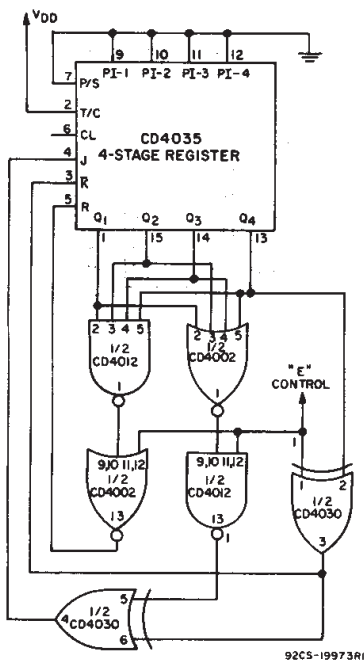 VDD
9 10 11 12
PI-1 PI-2 PI-3 PI-4
7 P/S
2 T/C
6 CL
4 J
3 K̅
5 R
CD4035
4-STAGE REGISTER
Q1 Q2 Q3 Q4
1 15 14 13
2 3 4 5
1/2
CD4012
1
2 3 4 5
1/2
CD4002
1
"E"
CONTROL
1
9,10 11,12
1/2
CD4002
13
9,10 11,12
1/2
CD4012
13
1
1 2
1/2
CD4030
3
4
1/2
CD4030
5
6
92CS-19973R1